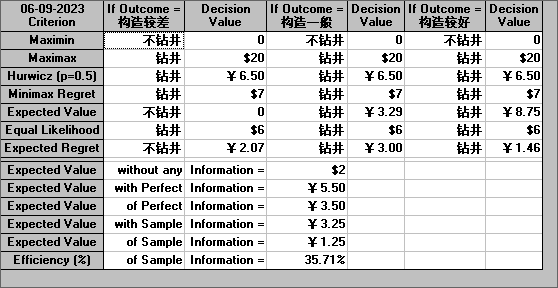 06-09-2023 If Outcome = Decision If Outcome = Decision If Outcome = Decision
Criterion 构造较差 Value 构造一般 Value 构造较好 Value
Maximin 不钻井 0 不钻井 0 不钻井 0
Maximax 钻井 $20 钻井 $20 钻井 $20
Hurwicz (p=0.5) 钻井 ¥6.50 钻井 ¥6.50 钻井 ¥6.50
Minimax Regret 钻井 $7 钻井 $7 钻井 $7
Expected Value 不钻井 0 钻井 ¥3.29 钻井 ¥8.75
Equal Likelihood 钻井 $6 钻井 $6 钻井 $6
Expected Regret 不钻井 ¥2.07 钻井 ¥3.00 钻井 ¥1.46
Expected Value without any Information = $2
Expected Value with Perfect Information = ¥5.50
Expected Value of Perfect Information = ¥3.50
Expected Value with Sample Information = ¥3.25
Expected Value of Sample Information = ¥1.25
Efficiency (%) of Sample Information = 35.71%